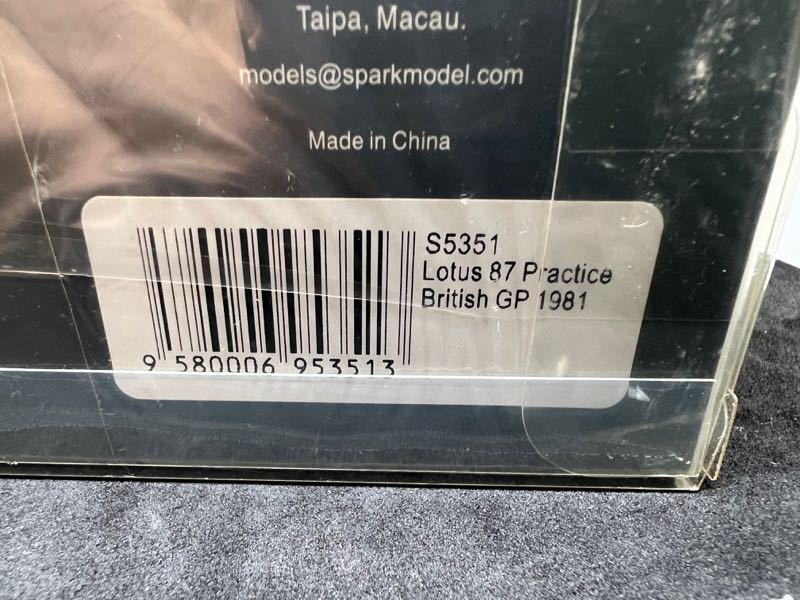 Taipa, Macau.
models@sparkmodel.com
Made in China
S5351
Lotus 87 Practice
British GP 1981
9 580006 953513